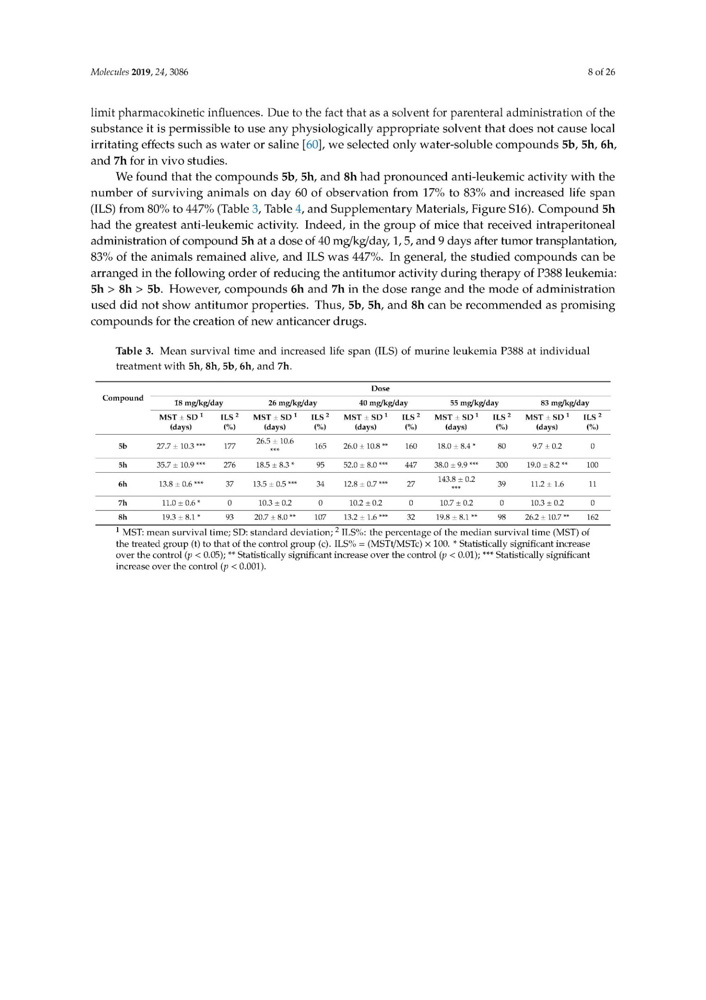 Molecules 2019, 24, 3086 8 of 26
limit pharmacokinetic influences. Due to the fact that as a solvent for parenteral administration of the
substance it is permissible to use any physiologically appropriate solvent that does not cause local
irritating effects such as water or saline [60], we selected only water-soluble compounds 5b, 5h, 6h,
and 7h for in vivo studies.
We found that the compounds 5b, 5h, and 8h had pronounced anti-leukemic activity with the
number of surviving animals on day 60 of observation from 17% to 83% and increased life span
(ILS) from 80% to 447% (Table 3, Table 4, and Supplementary Materials, Figure S16). Compound 5h
had the greatest anti-leukemic activity. Indeed, in the group of mice that received intraperitoneal
administration of compound 5h at a dose of 40 mg/kg/day, 1, 5, and 9 days after tumor transplantation,
83% of the animals remained alive, and ILS was 447%. In general, the studied compounds can be
arranged in the following order of reducing the antitumor activity during therapy of P388 leukemia:
5h > 8h > 5b. However, compounds 6h and 7h in the dose range and the mode of administration
used did not show antitumor properties. Thus, 5b, 5h, and 8h can be recommended as promising
compounds for the creation of new anticancer drugs.
Table 3. Mean survival time and increased life span (ILS) of murine leukemia P388 at individual
treatment with 5h, 8h, 5b, 6h, and 7h.
Compound Dose
18 mg/kg/day 26 mg/kg/day 40 mg/kg/day 55 mg/kg/day 83 mg/kg/day
MST ± SD 1 ILS 2 MST ± SD 1 ILS 2 MST ± SD 1 ILS 2 MST ± SD 1 ILS 2 MST ± SD 1 ILS 2
(days) (%) (days) (%) (days) (%) (days) (%) (days) (%)
5b 27.7 ± 10.3 *** 177 26.5 ± 10.6 *** 165 26.0 ± 10.8 ** 160 18.0 ± 8.4 * 80 9.7 ± 0.2 0
5h 35.7 ± 10.9 *** 276 18.5 ± 8.3 * 95 52.0 ± 8.0 *** 447 38.0 ± 9.9 *** 300 19.0 ± 8.2 ** 100
6h 13.8 ± 0.6 *** 37 13.5 ± 0.5 *** 34 12.8 ± 0.7 *** 27 143.8 ± 0.2 *** 39 11.2 ± 1.6 11
7h 11.0 ± 0.6 * 0 10.3 ± 0.2 0 10.2 ± 0.2 0 10.7 ± 0.2 0 10.3 ± 0.2 0
8h 19.3 ± 8.1 * 93 20.7 ± 8.0 ** 107 13.2 ± 1.6 *** 32 19.8 ± 8.1 ** 98 26.2 ± 10.7 ** 162
1 MST: mean survival time; SD: standard deviation; 2 ILS%: the percentage of the median survival time (MST) of
the treated group (t) to that of the control group (c). ILS% = (MSTt/MSTc) × 100. * Statistically significant increase
over the control (p < 0.05); ** Statistically significant increase over the control (p < 0.01); *** Statistically significant
increase over the control (p < 0.001).